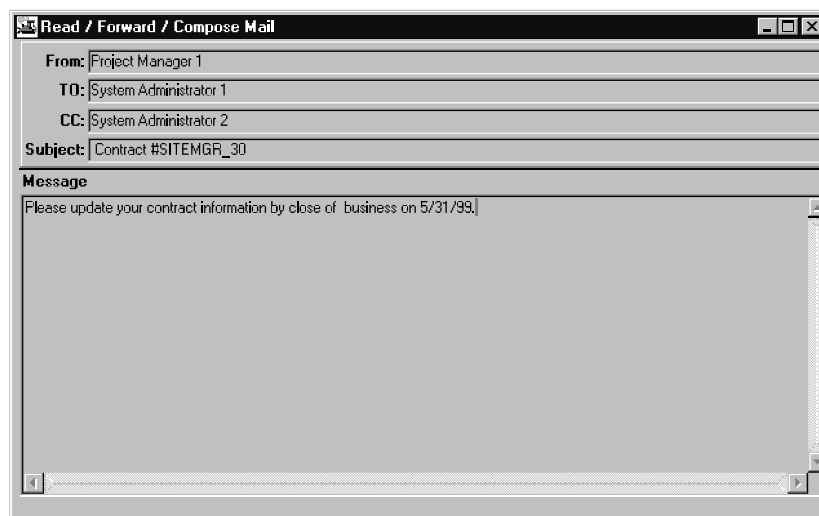 Read / Forward / Compose Mail
From: Project Manager 1
TO: System Administrator 1
CC: System Administrator 2
Subject: Contract #SITEMGR_30
Message
Please update your contract information by close of business on 5/31/99.